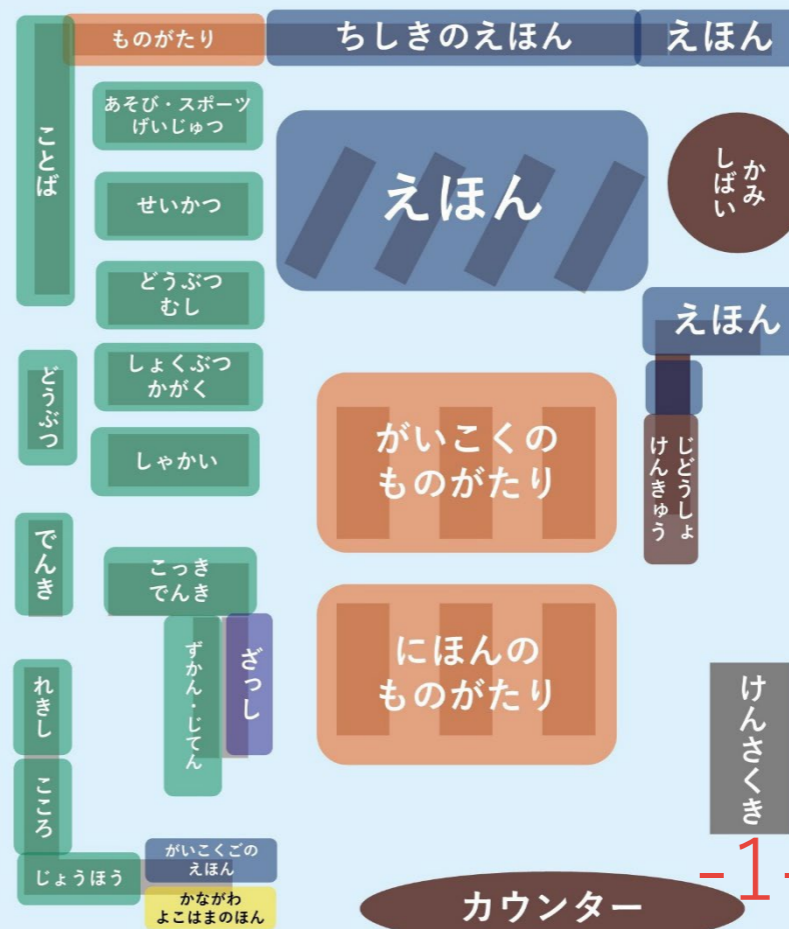 ものがたり
ちしきのえほん
えほん
ことば
あそび・スポーツ
げいじゅつ
せいかつ
どうぶつ
むし
しょくぶつ
かがく
しゃかい
えほん
かみ
しばい
えほん
どうぶつ
がいこくの
ものがたり
じどうしょ
けんきゅう
でんき
こっき
でんき
ずかん・じてん
ざっし
にほんの
ものがたり
れきし
こころ
じょうほう
がいこくごの
えほん
かながわ
よこはまのほん
けんさくき
カウンター
-1-